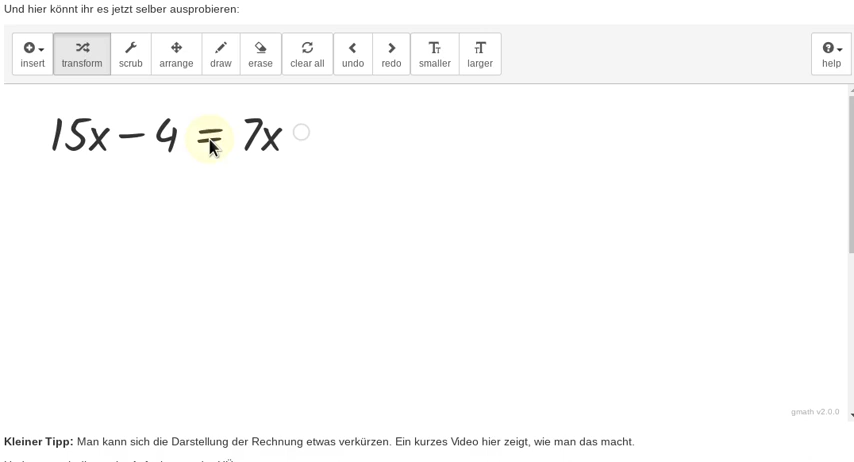 Und hier könnt ihr es jetzt selber ausprobieren:
insert transform scrub arrange draw erase clear all undo redo smaller larger help
15x − 4 = 7x
gmath v2.0.0
Kleiner Tipp: Man kann sich die Darstellung der Rechnung etwas verkürzen. Ein kurzes Video hier zeigt, wie man das macht.